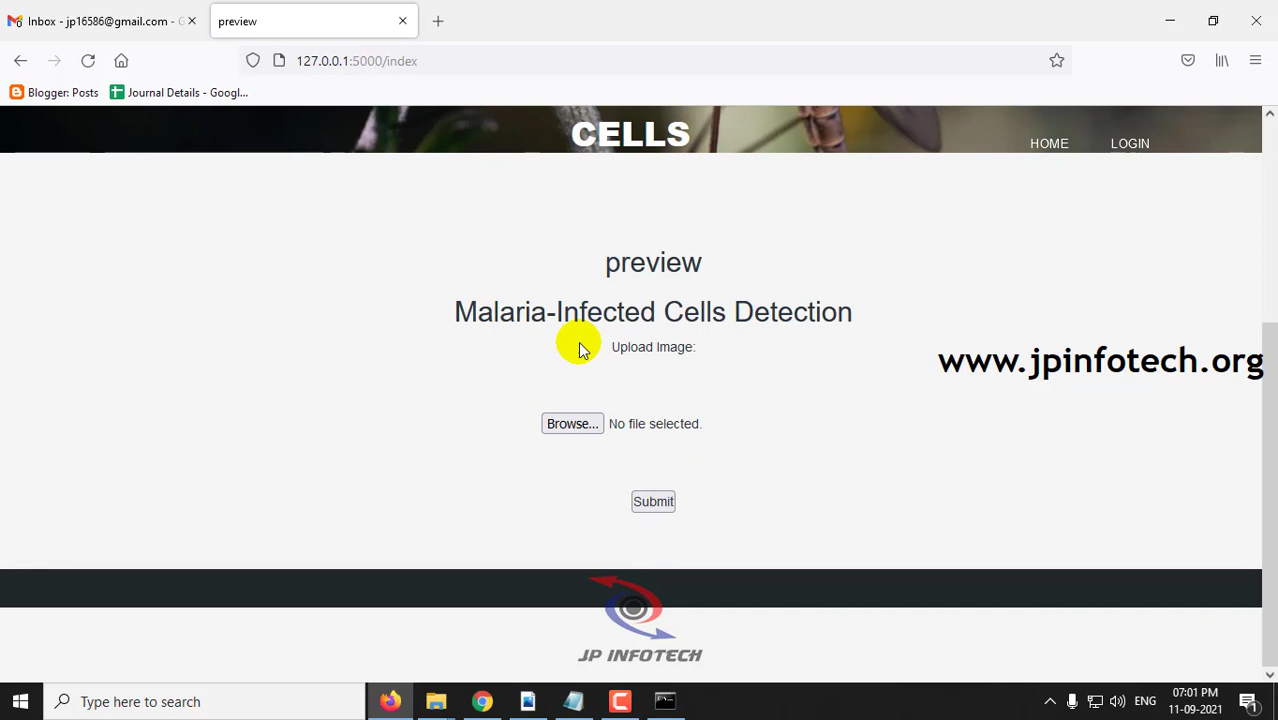 Inbox - jp16586@gmail.com - G
preview
127.0.0.1:5000/index
Blogger: Posts
Journal Details - Googl...
CELLS
HOME
LOGIN
preview
Malaria-Infected Cells Detection
Upload Image:
www.jpinfotech.org
Browse...
No file selected.
Submit
JP INFOTECH
Type here to search
ENG
07:01 PM
11-09-2021
1